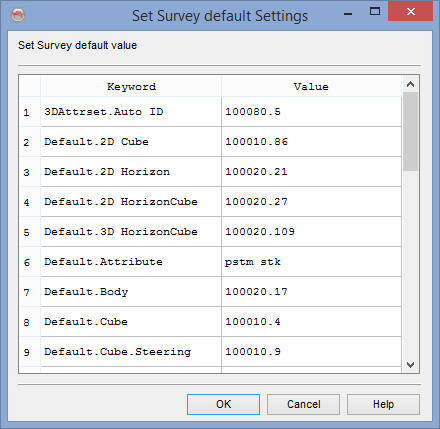 Set Survey default Settings
Set Survey default value
Keyword Value
1 3DAttrset.Auto ID 100080.5
2 Default.2D Cube 100010.86
3 Default.2D Horizon 100020.21
4 Default.2D HorizonCube 100020.27
5 Default.3D HorizonCube 100020.109
6 Default.Attribute pstm stk
7 Default.Body 100020.17
8 Default.Cube 100010.4
9 Default.Cube.Steering 100010.9
OK Cancel Help